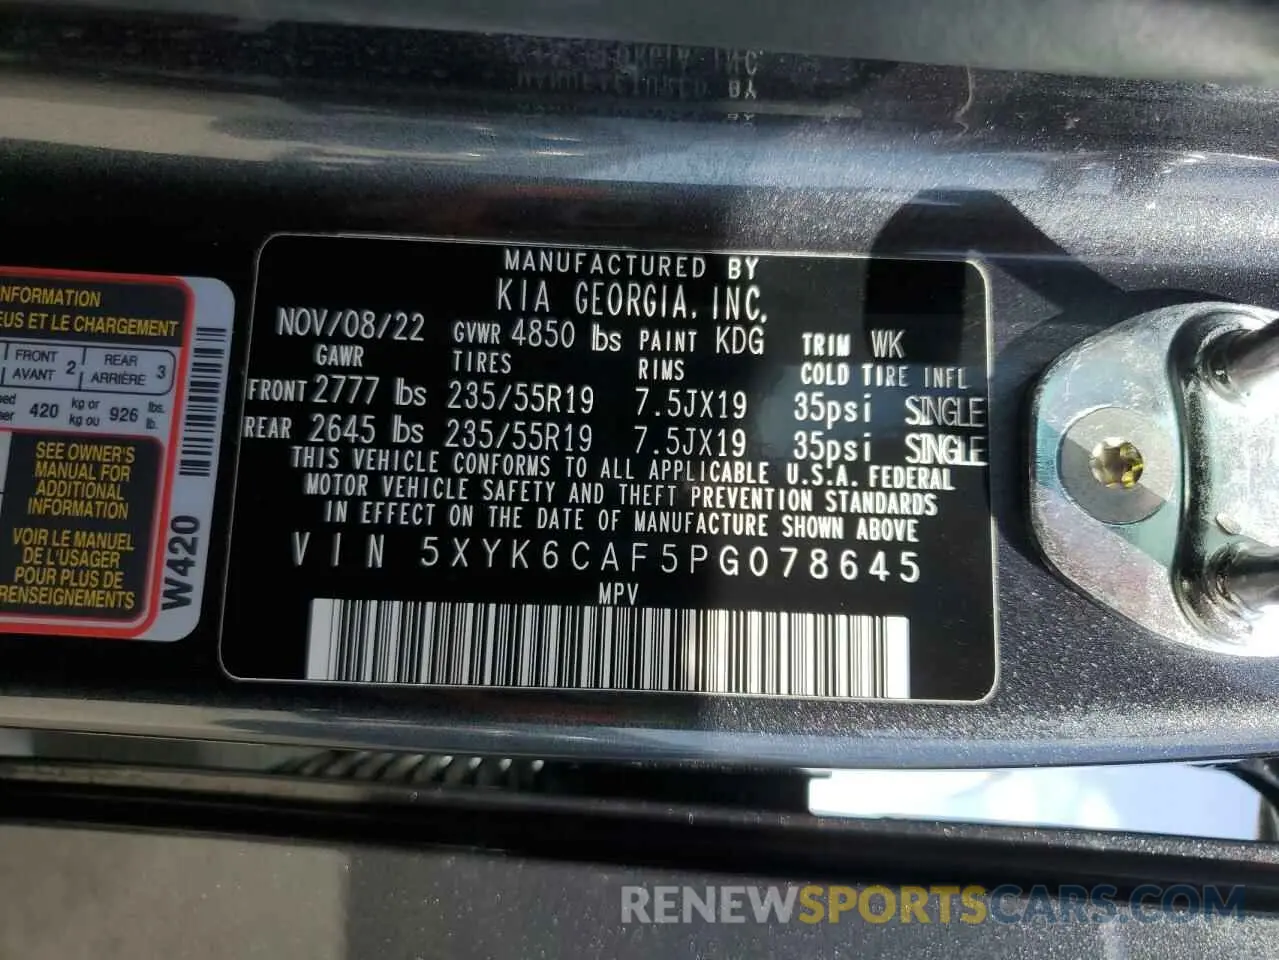 MANUFACTURED BY
KIA GEORGIA, INC.
NOV/08/22 GVWR 4850 lbs PAINT KDG TRIM WK
GAWR TIRES RIMS COLD TIRE INFL
FRONT 2777 lbs 235/55R19 7.5JX19 35psi SINGLE
REAR 2645 lbs 235/55R19 7.5JX19 35psi SINGLE
THIS VEHICLE CONFORMS TO ALL APPLICABLE U.S.A. FEDERAL
MOTOR VEHICLE SAFETY AND THEFT PREVENTION STANDARDS
IN EFFECT ON THE DATE OF MANUFACTURE SHOWN ABOVE
VIN 5XYK6CAF5PG078645
MPV
INFORMATION
ET LE CHARGEMENT
FRONT AVANT 2 REAR ARRIÈRE 3
420 kg or kg ou 926 lbs. lb.
SEE OWNER'S
MANUAL FOR
ADDITIONAL
INFORMATION
VOIR LE MANUEL
DE L'USAGER
POUR PLUS DE
RENSEIGNEMENTS
W420
RENEWSPORTSCARS.COM